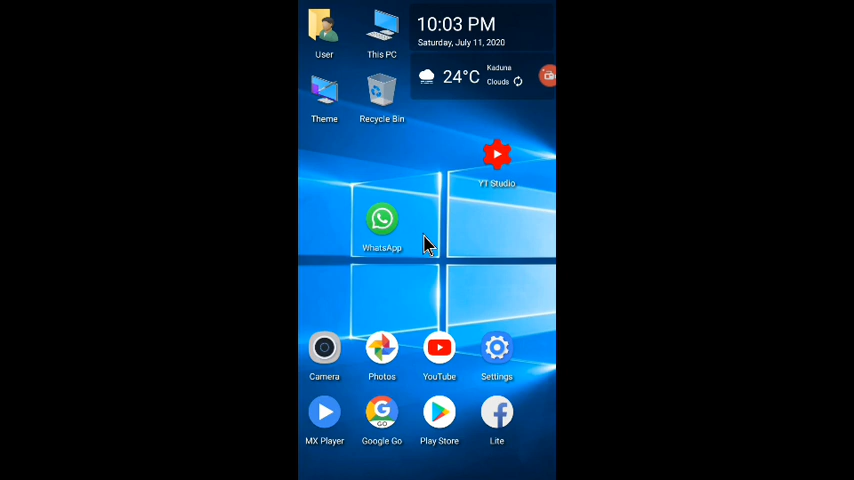 User
This PC
10:03 PM
Saturday, July 11, 2020
24°C
Kaduna
Clouds
Theme
Recycle Bin
YT Studio
WhatsApp
Camera
Photos
YouTube
Settings
GO
MX Player
Google Go
Play Store
Lite